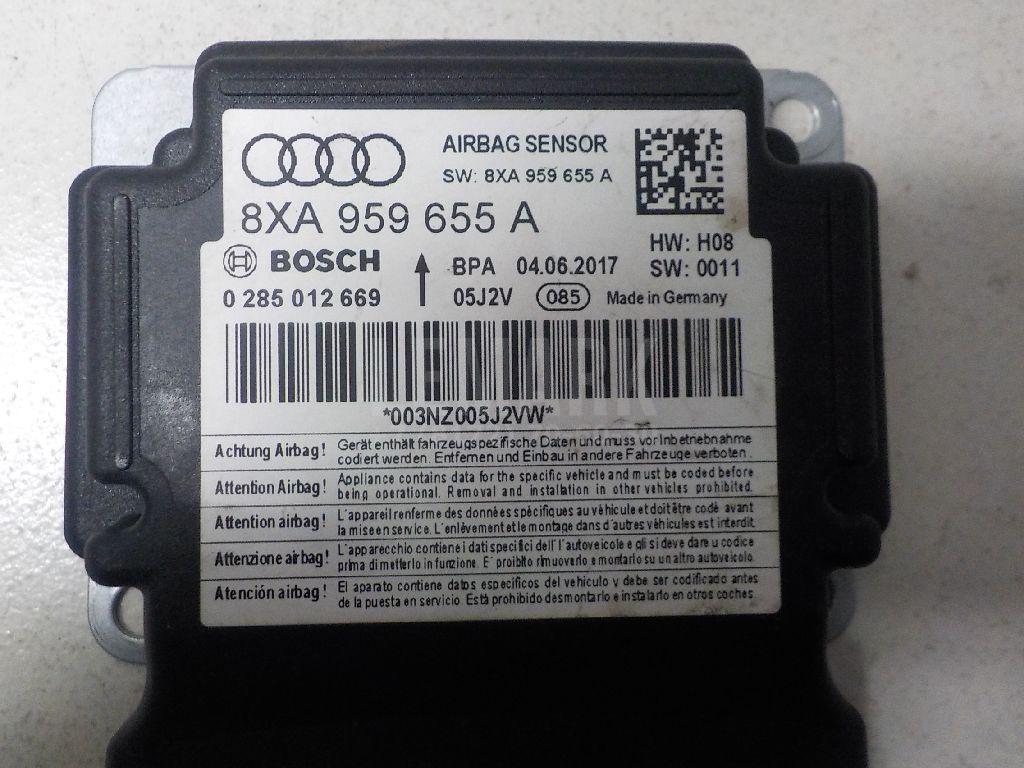 AIRBAG SENSOR
SW: 8XA 959 655 A
8XA 959 655 A
HW: H08
BOSCH
BPA 04.06.2017
SW: 0011
0 285 012 669
05J2V 085 Made in Germany
*003NZ005J2VW*
Achtung Airbag! Gerät enthält fahrzeugspezifische Daten und muss vor Inbetriebnahme
codiert werden. Entfernen und Einbau in andere Fahrzeuge verboten.
Attention Airbag! Appliance contains data for the specific vehicle and must be coded before
being operational. Removal and installation in other vehicles prohibited.
Attention airbag! L'appareil renferme des données spécifiques au véhicule et doit être codé avant
la mise en service. L'enlèvement et le montage dans d'autres véhicules est interdit.
Attenzione airbag! L'apparecchio contiene i dati specifici dell'l'autoveicole e gli si deve dare u codice
prima di metterlo in funzione. E' proibito rimuoverlo e montarlo su un altro autoveicolo.
Atención airbag! El aparato contiene datos específicos del vehículo y debe ser codificado antes
de la puesta en servicio. Está prohibido desmontarlo e instalarlo en otros coches.